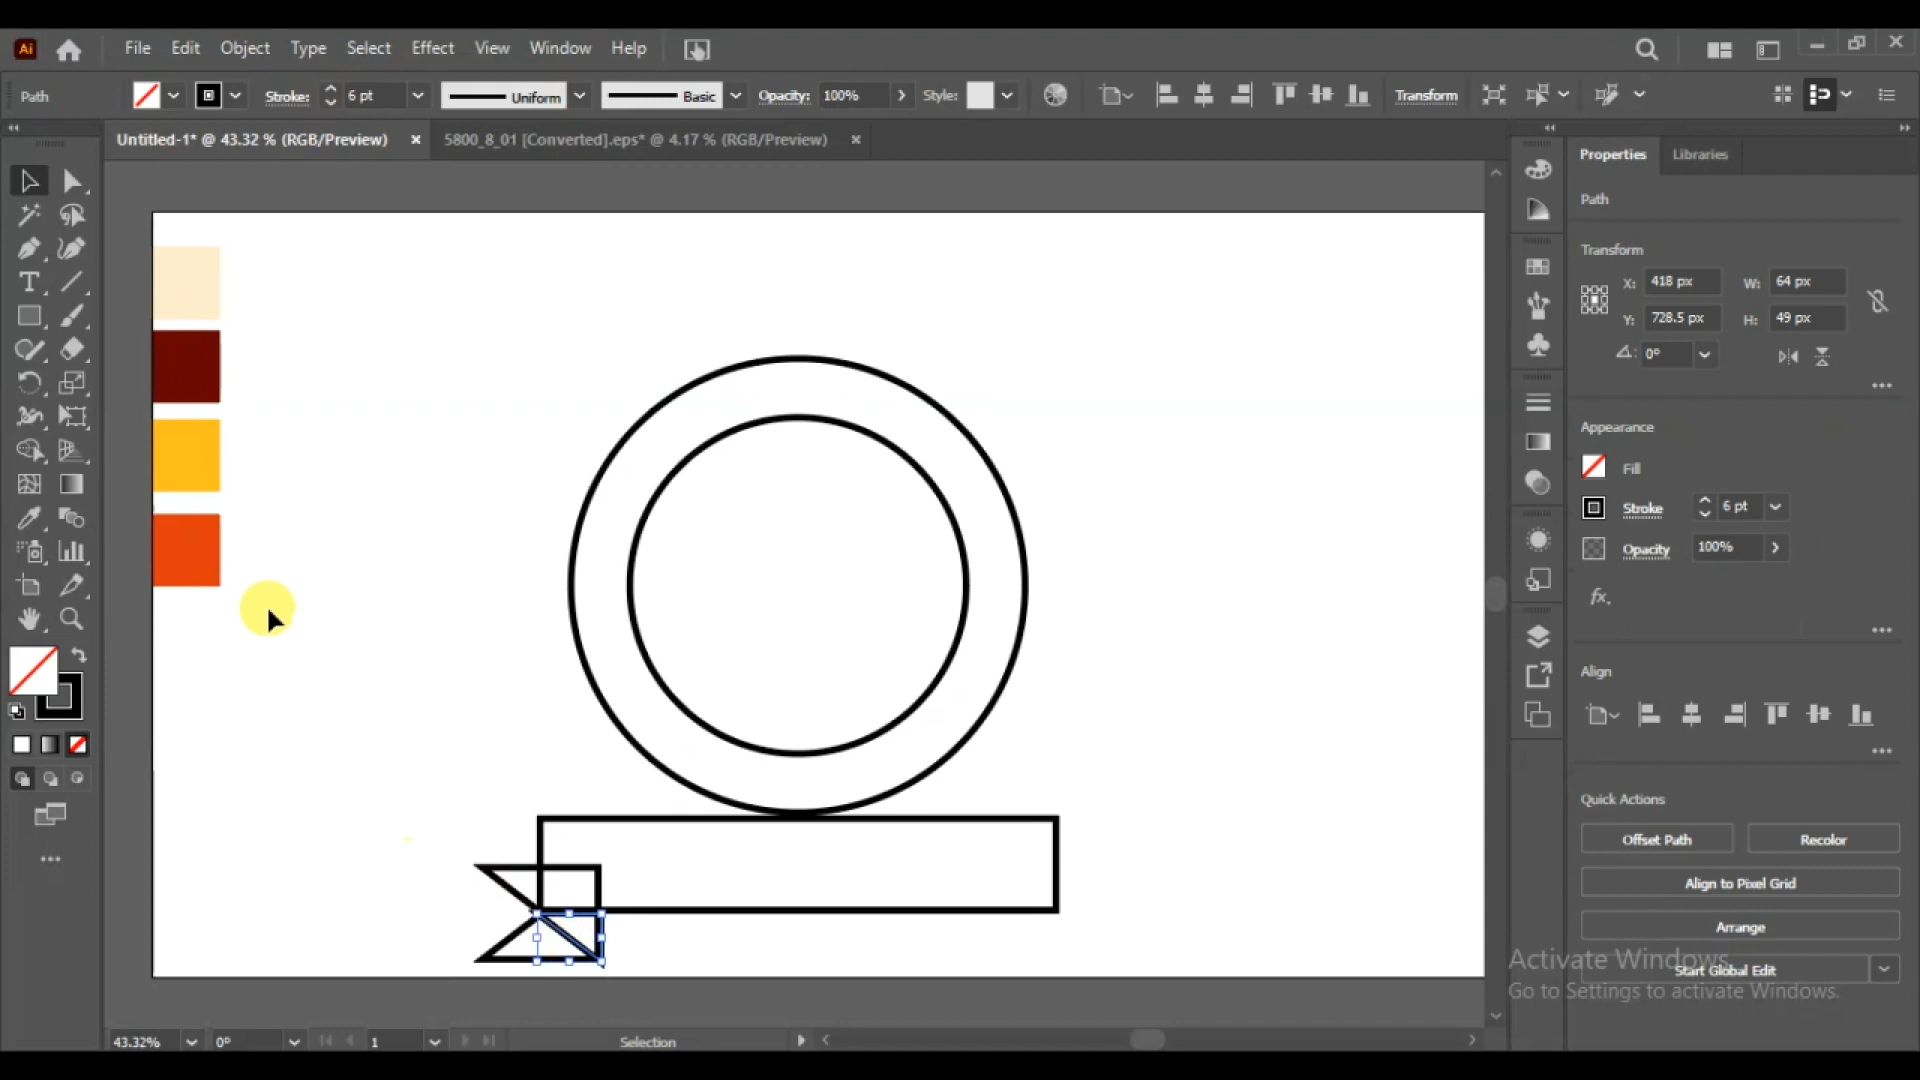 Ai File Edit Object Type Select Effect View Window Help
Path Stroke: 6 pt Uniform Basic Opacity: 100% Style: Transform
Untitled-1* @ 43.32 % (RGB/Preview) × 5800_8_01 [Converted].eps* @ 4.17 % (RGB/Preview) ×
Properties Libraries
Path
Transform
X: 418 px W: 64 px
Y: 728.5 px H: 49 px
0°
Appearance
Fill
Stroke 6 pt
Opacity 100%
fx.
Align
Quick Actions
Offset Path Recolor
Align to Pixel Grid
Arrange
Activate Windows
Start Global Edit
Go to Settings to activate Windows.
43.32% 0° 1 Selection